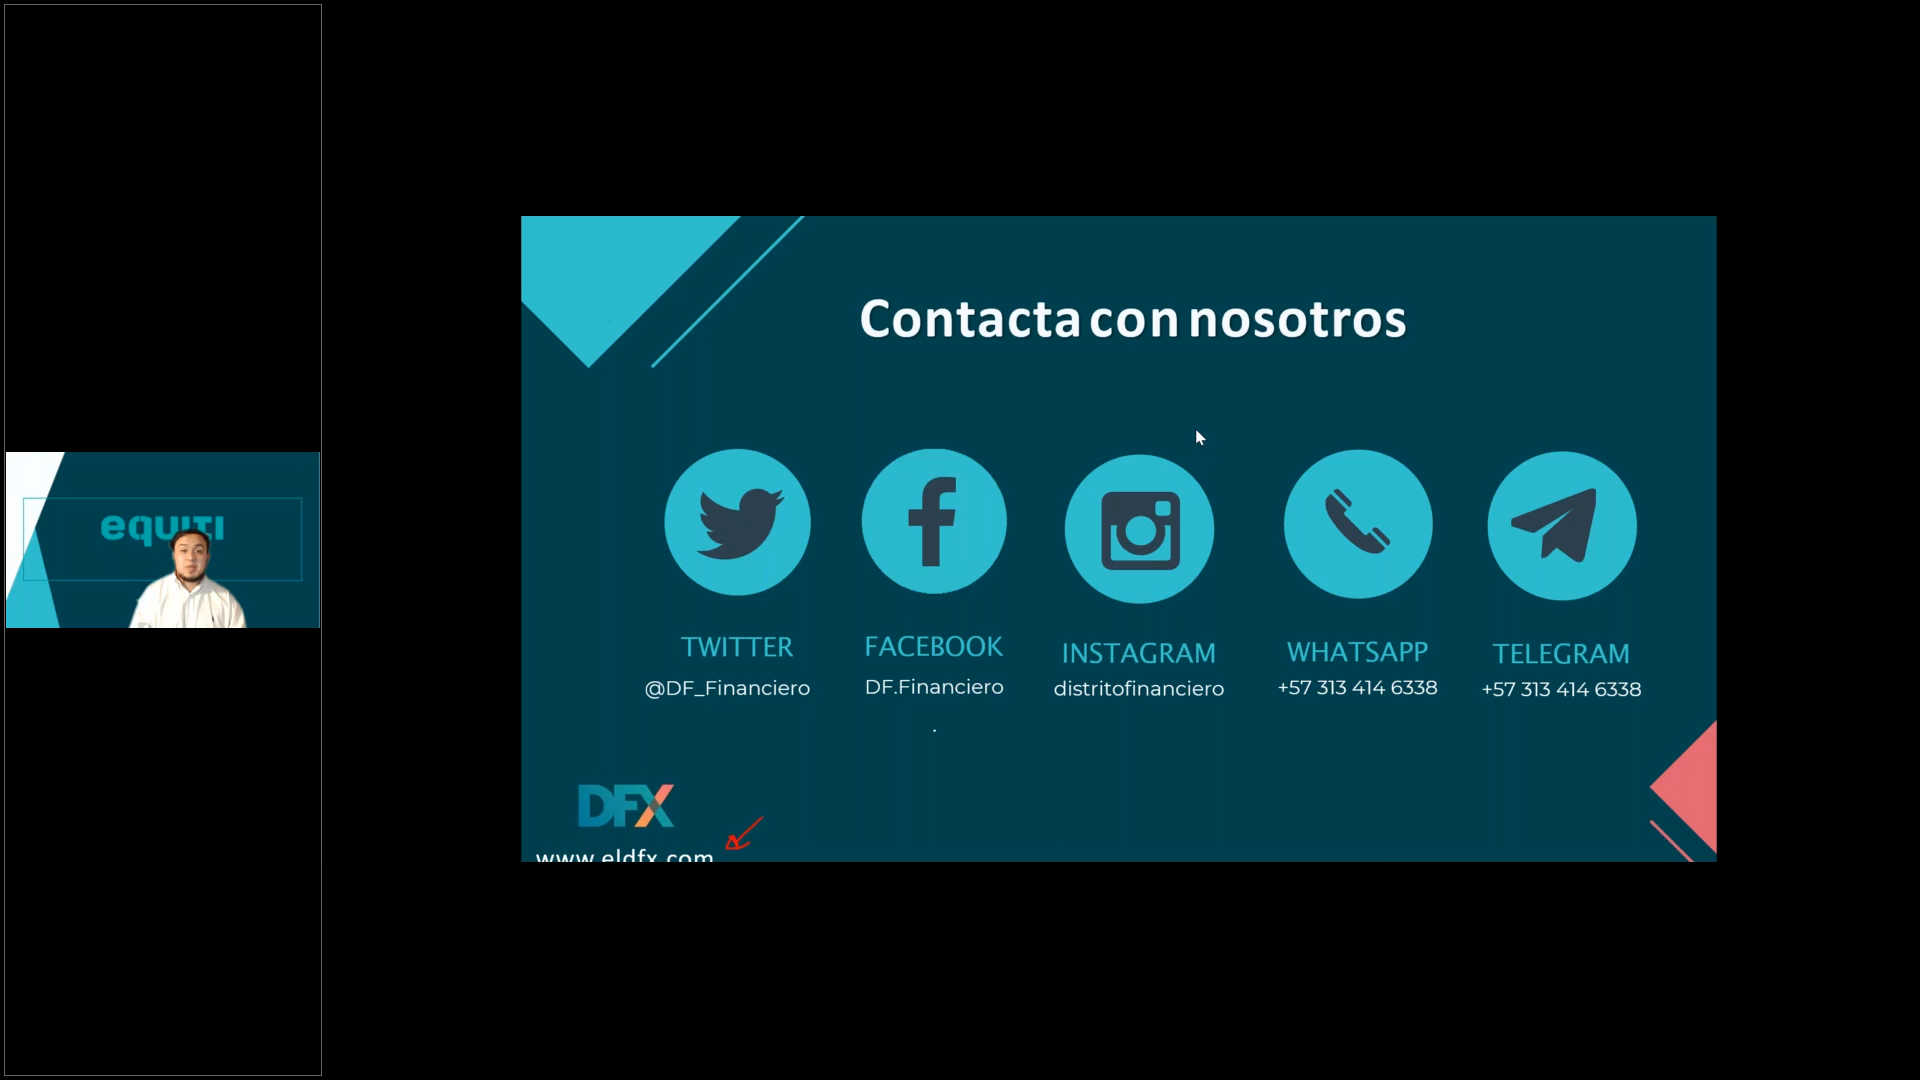 equiti
Contacta con nosotros
TWITTER
@DF_Financiero
FACEBOOK
DF.Financiero
.
INSTAGRAM
distritofinanciero
WHATSAPP
+57 313 414 6338
TELEGRAM
+57 313 414 6338
DFX
www.eldfx.com